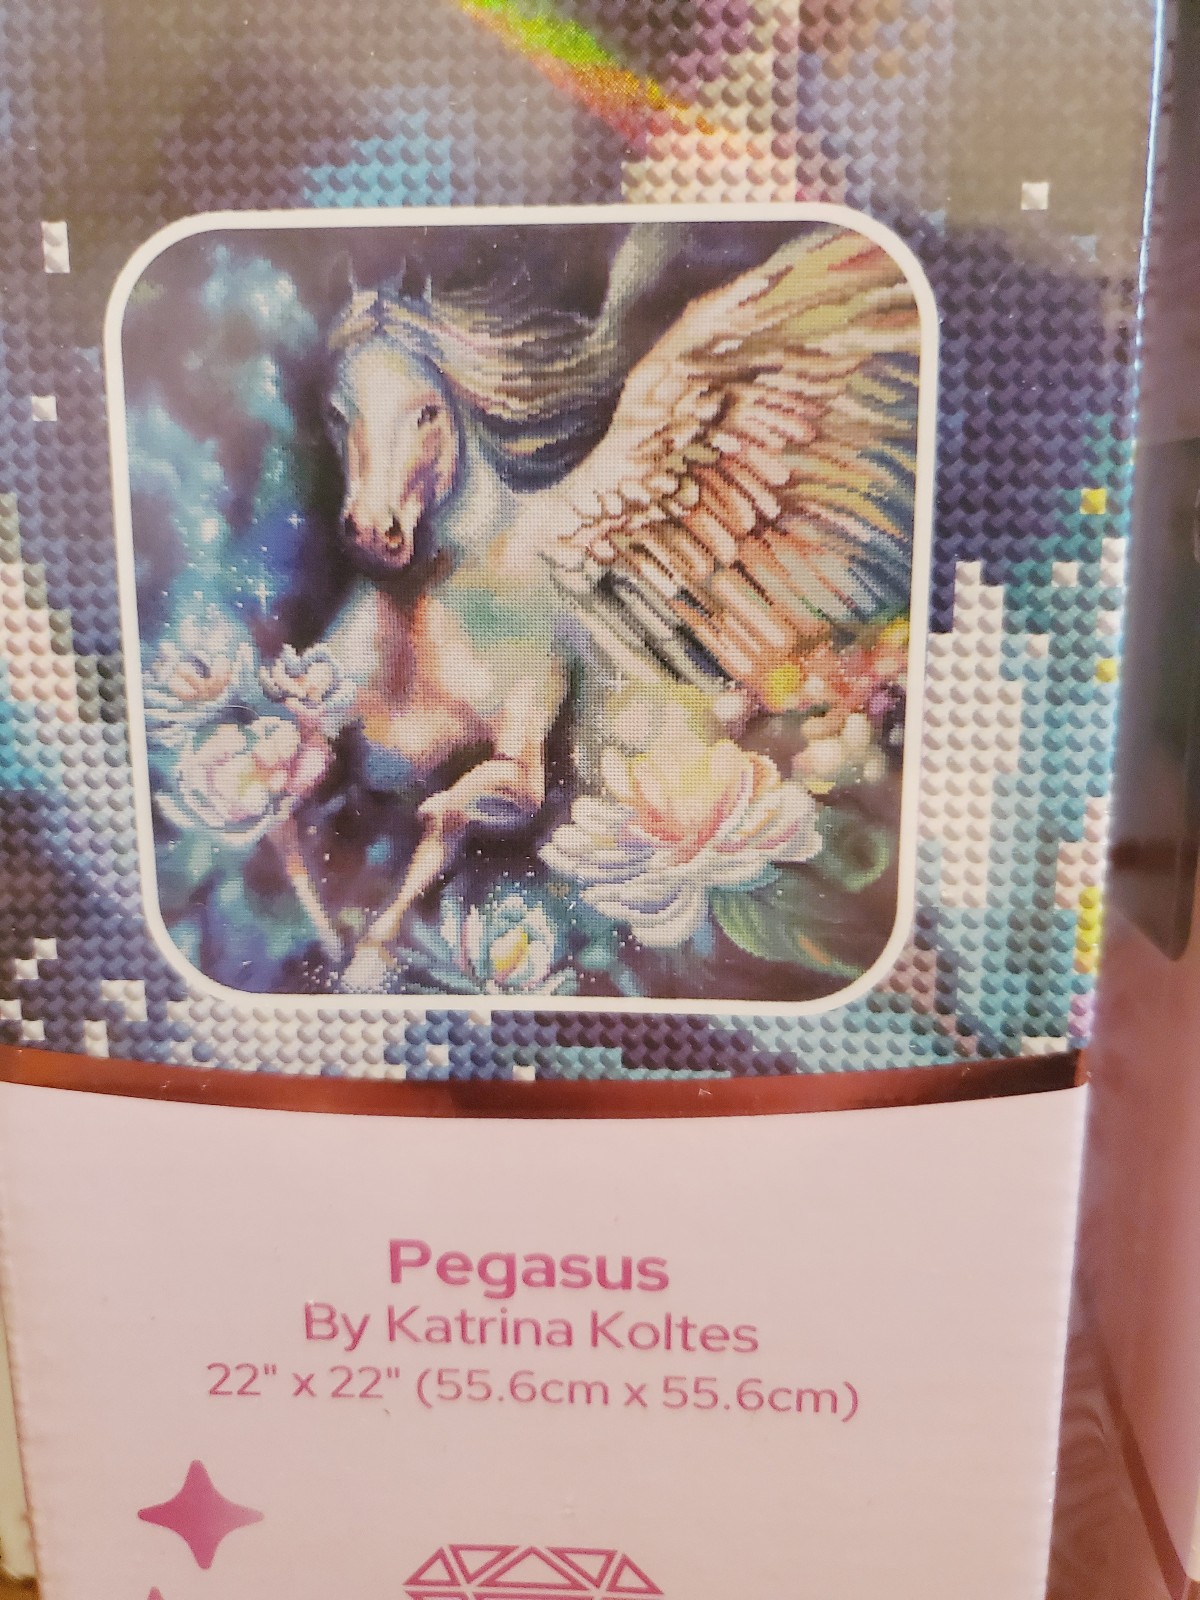 Pegasus
By Katrina Koltes
22" x 22" (55.6cm x 55.6cm)